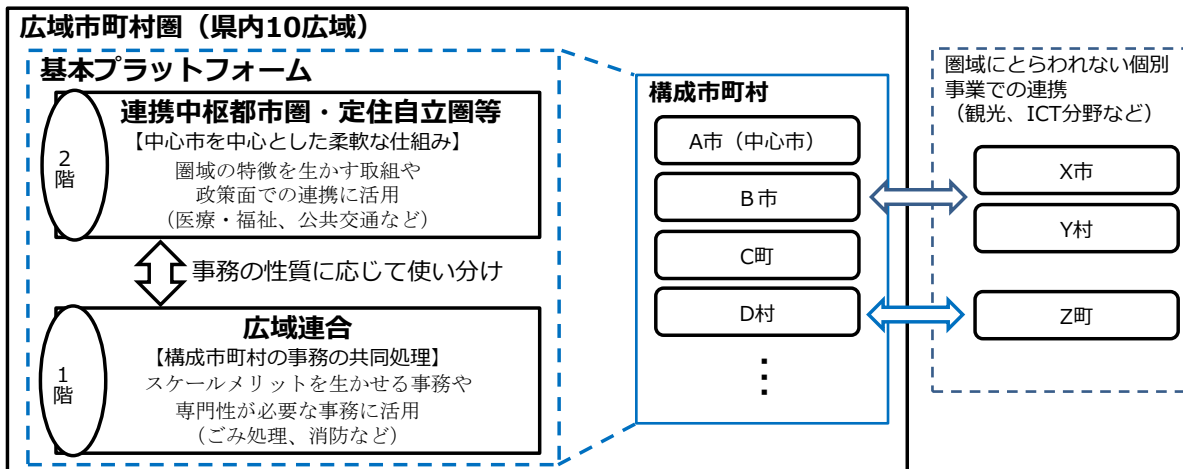 広域市町村圏（県内10広域）
基本プラットフォーム
2
階
連携中枢都市圏・定住自立圏等
【中心市を中心とした柔軟な仕組み】
圏域の特徴を生かす取組や
政策面での連携に活用
（医療・福祉、公共交通など）
事務の性質に応じて使い分け
1
階
広域連合
【構成市町村の事務の共同処理】
スケールメリットを生かせる事務や
専門性が必要な事務に活用
（ごみ処理、消防など）
構成市町村
A市（中心市）
B市
C町
D村
⋮
圏域にとらわれない個別
事業での連携
（観光、ICT分野など）
X市
Y村
Z町